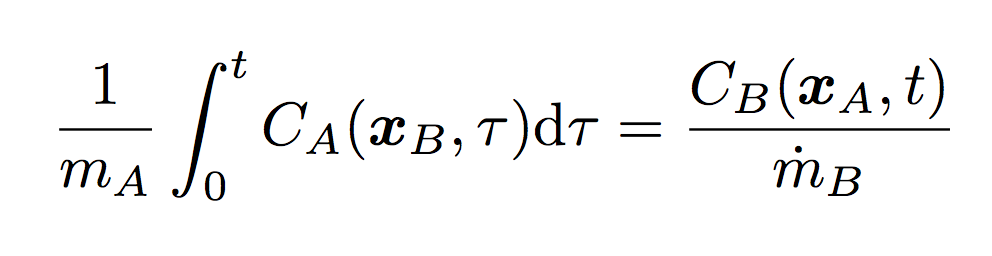 \frac{1}{m_A} \int_0^t C_A(\boldsymbol{x}_B, \tau) \mathrm{d}\tau = \frac{C_B(\boldsymbol{x}_A, t)}{\dot{m}_B}